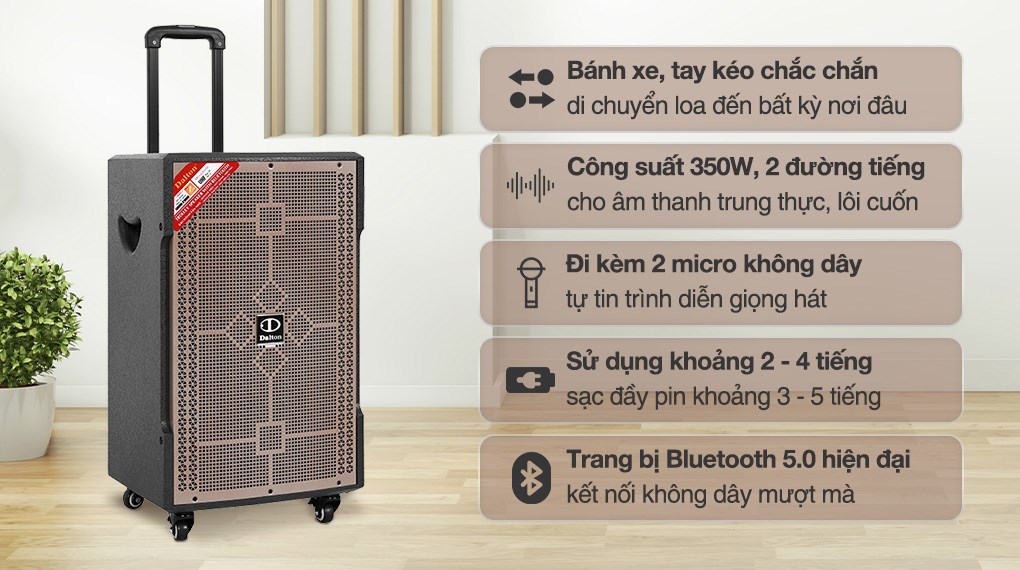 Dalton
Dalton
Bánh xe, tay kéo chắc chắn
di chuyển loa đến bất kỳ nơi đâu
Công suất 350W, 2 đường tiếng
cho âm thanh trung thực, lôi cuốn
Đi kèm 2 micro không dây
tự tin trình diễn giọng hát
Sử dụng khoảng 2 - 4 tiếng
sạc đầy pin khoảng 3 - 5 tiếng
Trang bị Bluetooth 5.0 hiện đại
kết nối không dây mượt mà